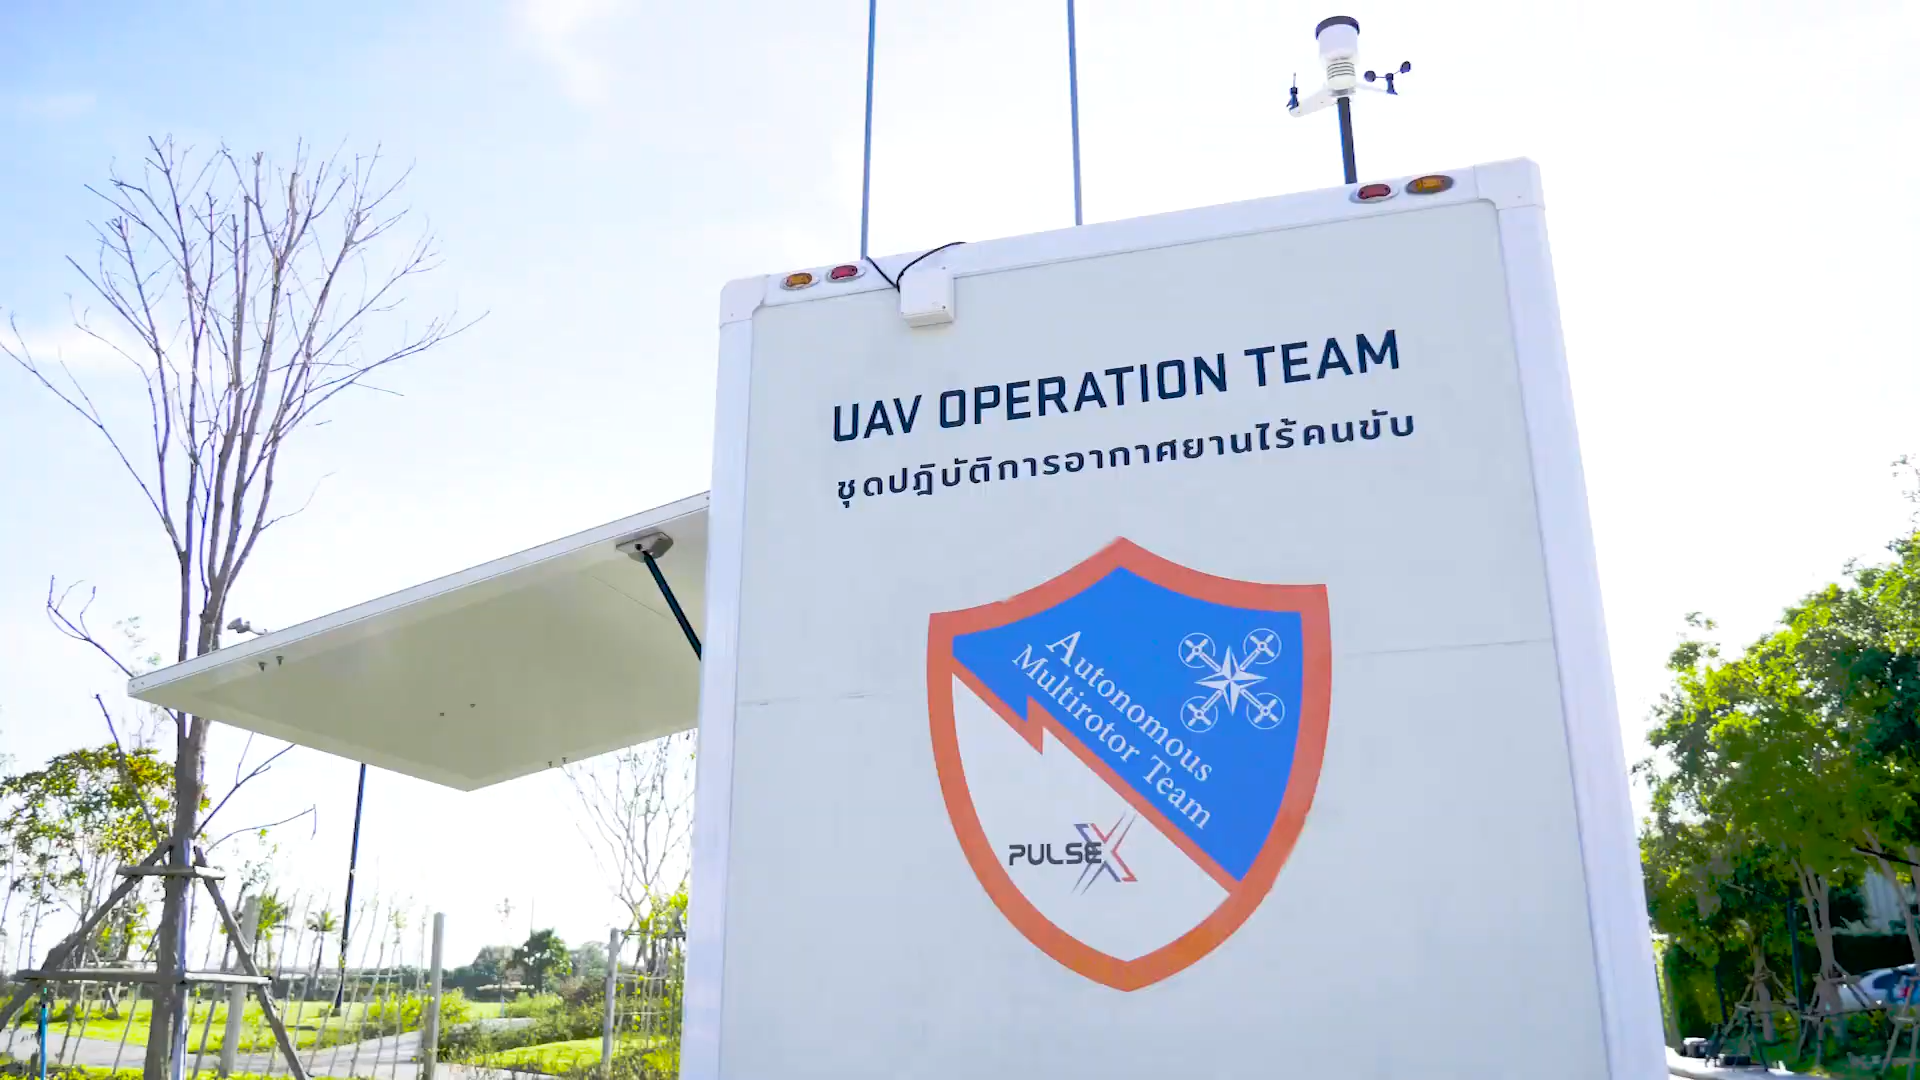 UAV OPERATION TEAM
ชุดปฎิบัติการอากาศยานไร้คนขับ
Autonomous
Multirotor Team
PULSE X